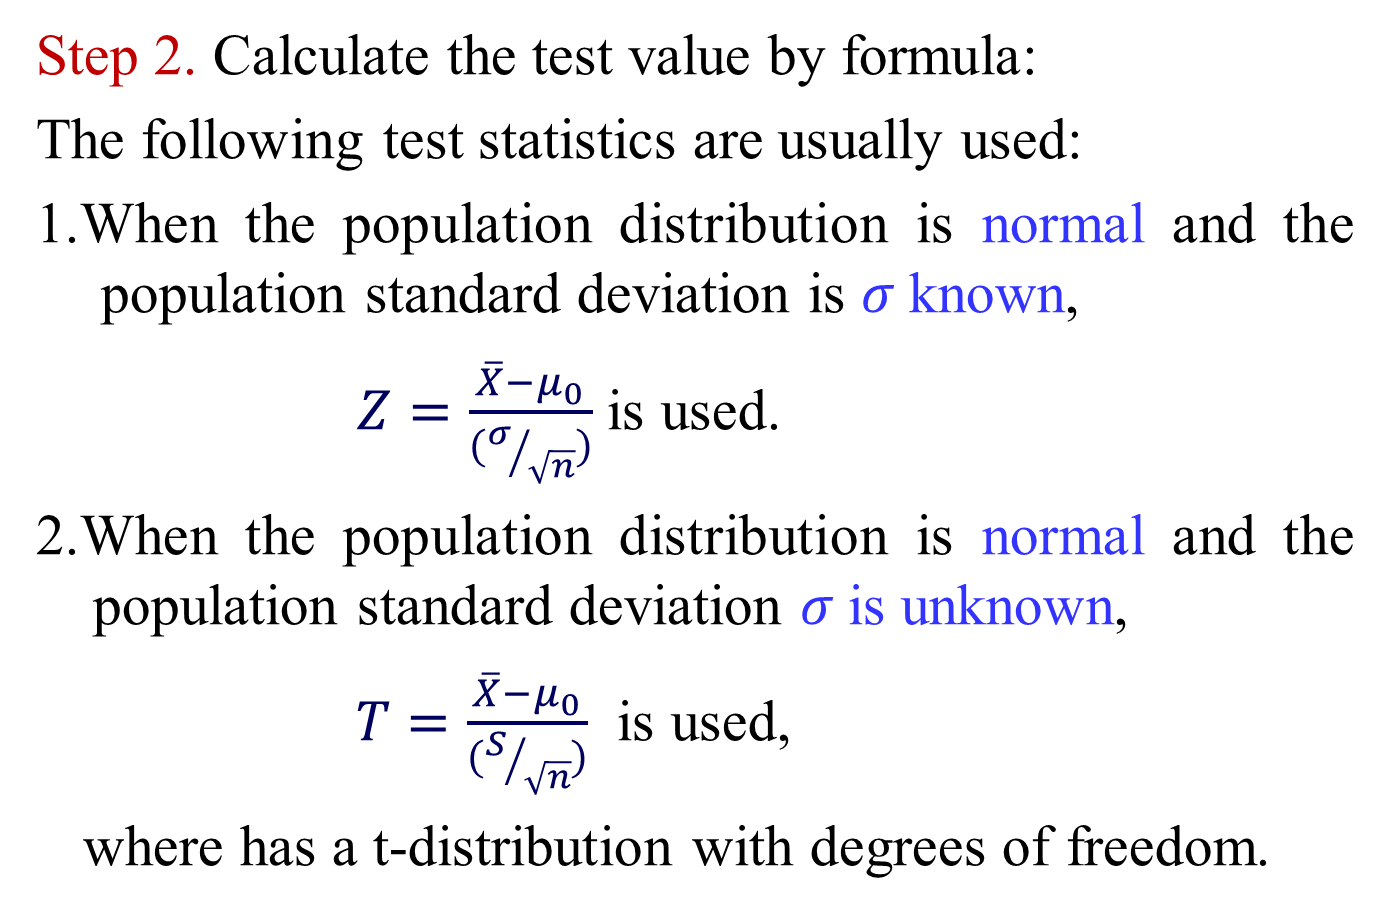 Step 2. Calculate the test value by formula:
The following test statistics are usually used:
1.When the population distribution is normal and the
population standard deviation is σ known,
Z = (X̄−μ₀)/(σ/√n) is used.
2.When the population distribution is normal and the
population standard deviation σ is unknown,
T = (X̄−μ₀)/(S/√n) is used,
where has a t-distribution with degrees of freedom.